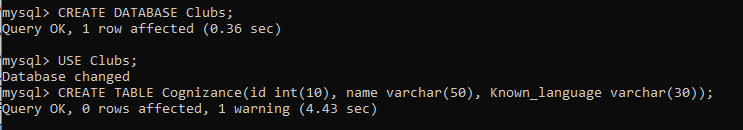 mysql> CREATE DATABASE Clubs;
Query OK, 1 row affected (0.36 sec)
mysql> USE Clubs;
Database changed
mysql> CREATE TABLE Cognizance(id int(10), name varchar(50), Known_language varchar(30));
Query OK, 0 rows affected, 1 warning (4.43 sec)